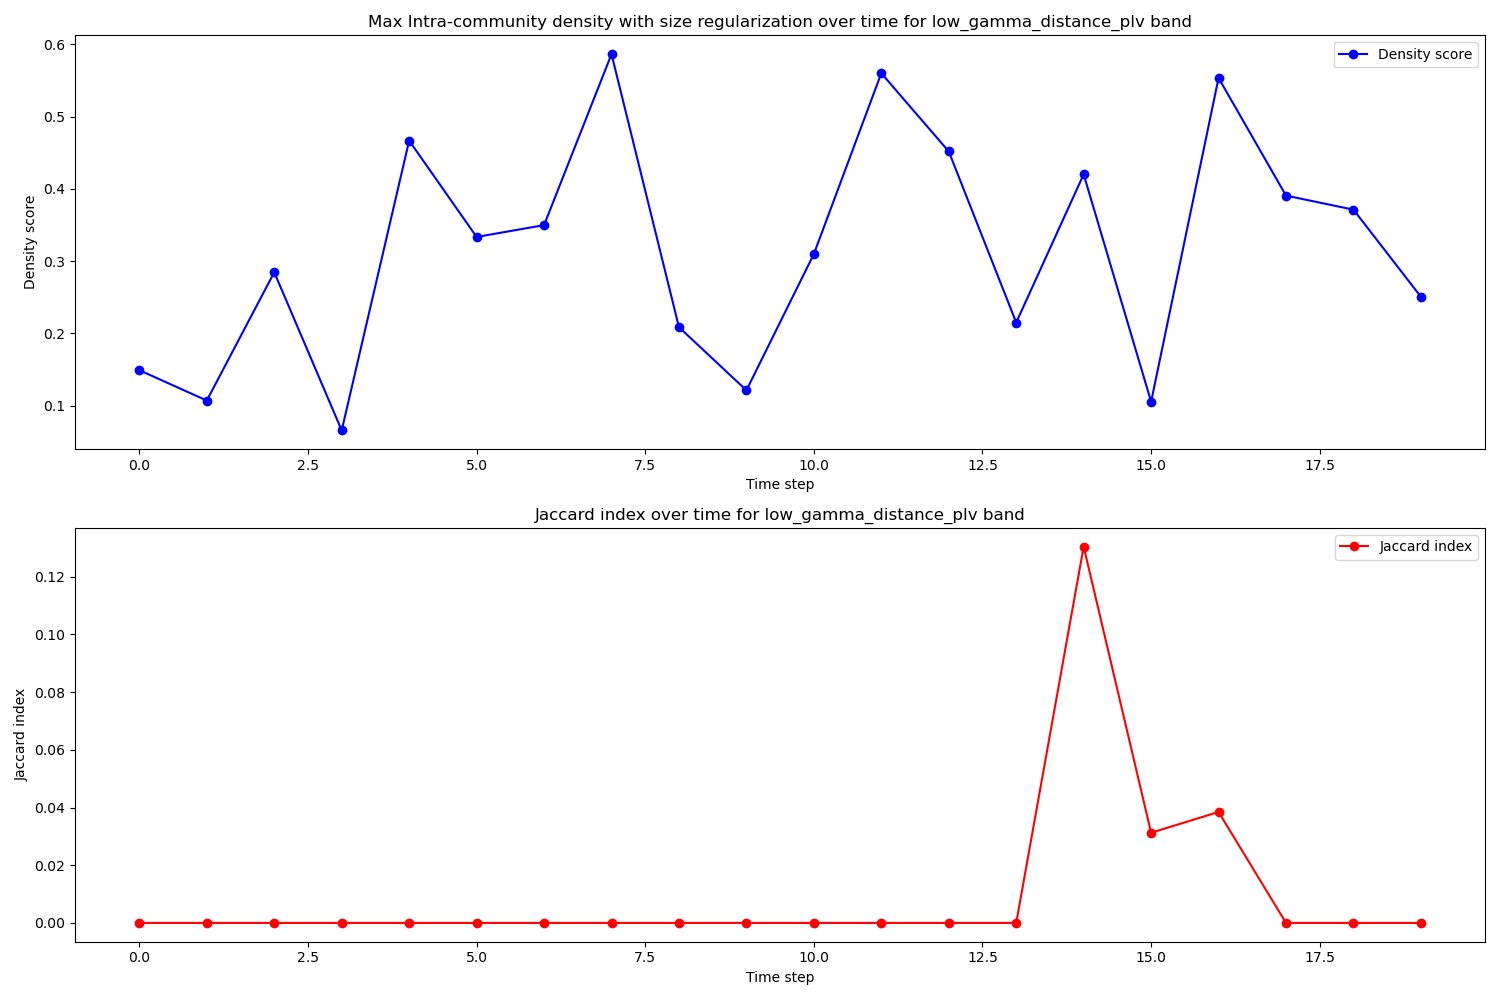 Max Intra-community density with size regularization over time for low_gamma_distance_plv band
Density score
0.6
0.5
0.4
0.3
0.2
0.1
Density score
0.0 2.5 5.0 7.5 10.0 12.5 15.0 17.5
Time step
Jaccard index over time for low_gamma_distance_plv band
Jaccard index
0.12
0.10
0.08
0.06
0.04
0.02
0.00
Jaccard index
0.0 2.5 5.0 7.5 10.0 12.5 15.0 17.5
Time step